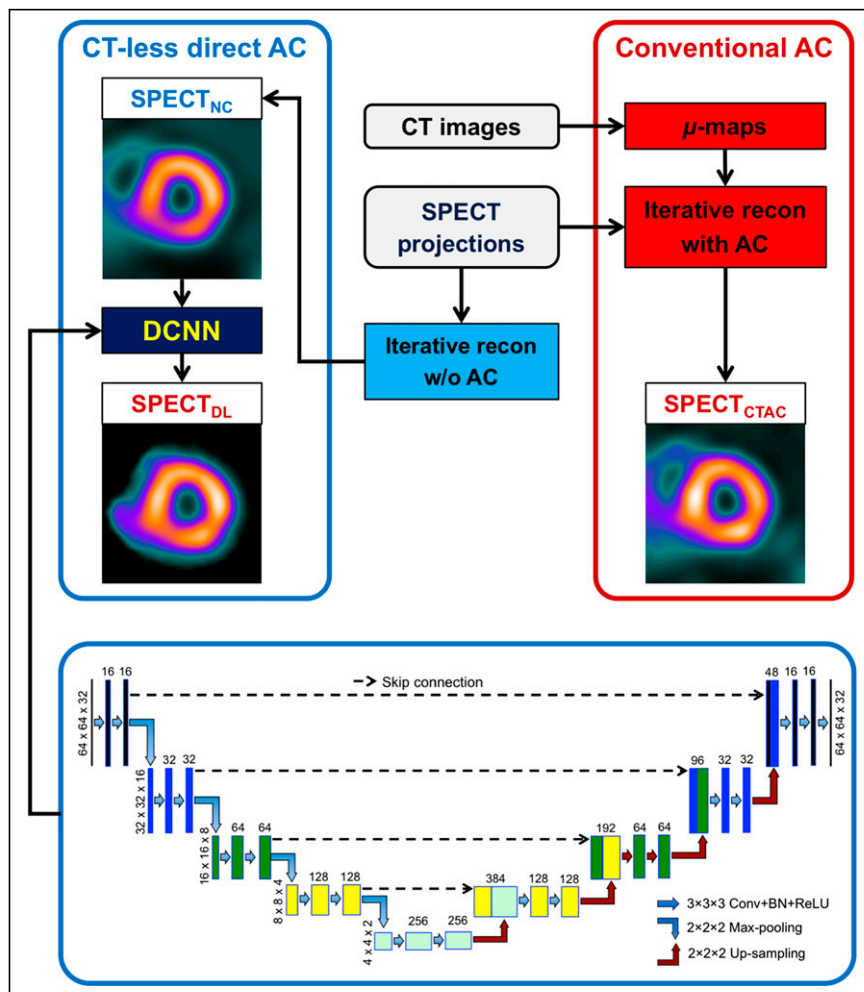 CT-less direct AC
SPECTNC
DCNN
SPECTDL
CT images
SPECT
projections
Iterative recon
w/o AC
Conventional AC
μ-maps
Iterative recon
with AC
SPECTCTAC
64 x 64 x 32
16 16
32 x 32 x 16
32 32
16 x 16 x 8
64 64
8 x 8 x 4
128 128
4 x 4 x 2
256 256
384
128 128
192
64 64
96
32 32
48
16 16
64 x 64 x 32
Skip connection
3×3×3 Conv+BN+ReLU
2×2×2 Max-pooling
2×2×2 Up-sampling